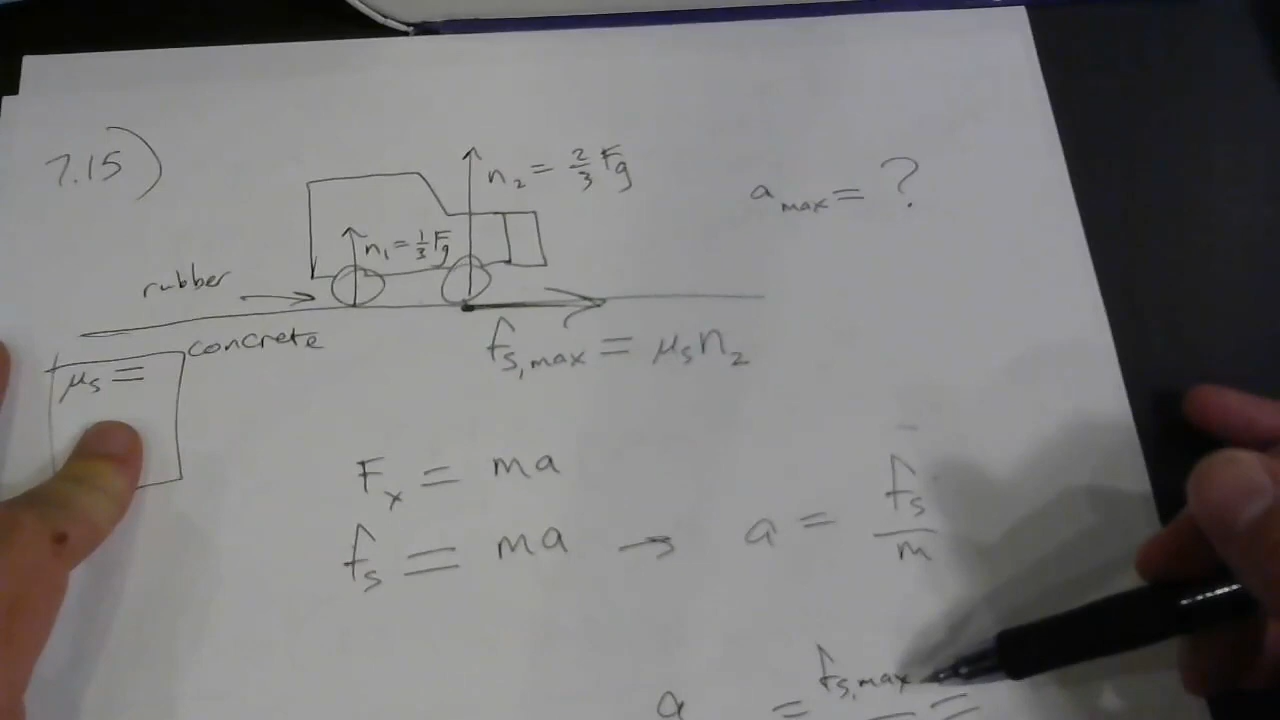 7.15)
n₂ = 2/3 Fg
a max = ?
n₁ = 1/3 Fg
rubber
concrete
fs,max = μs n₂
μs =
Fx = ma
fs = ma → a = fs/m
a = fs,max =